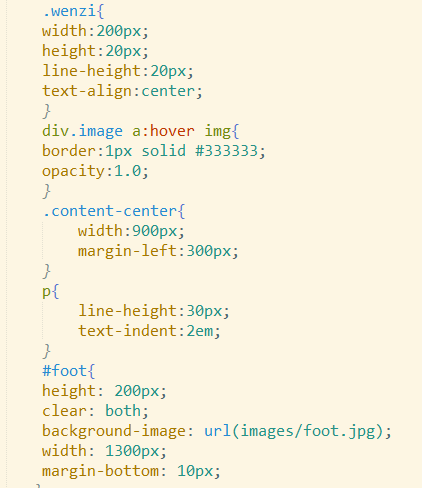 .wenzi{
width:200px;
height:20px;
line-height:20px;
text-align:center;
}
div.image a:hover img{
border:1px solid #333333;
opacity:1.0;
}
.content-center{
width:900px;
margin-left:300px;
}
p{
line-height:30px;
text-indent:2em;
}
#foot{
height: 200px;
clear: both;
background-image: url(images/foot.jpg);
width: 1300px;
margin-bottom: 10px;